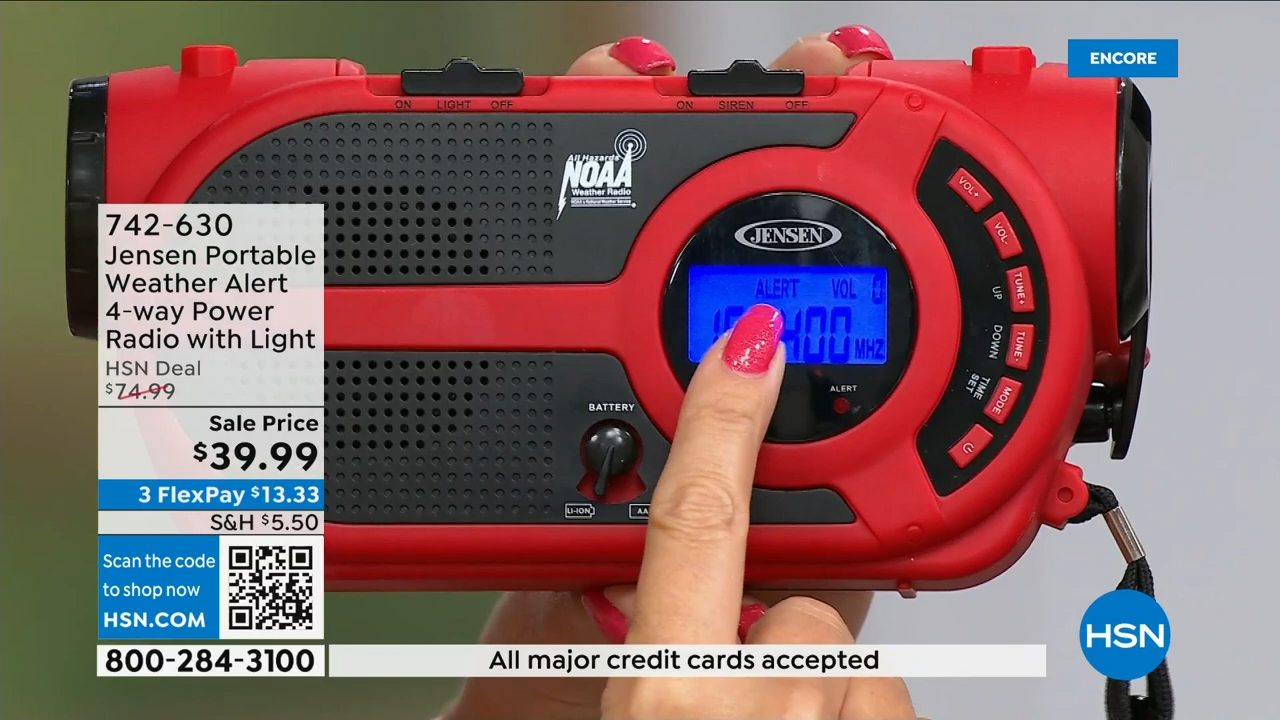 ENCORE
ON LIGHT OFF
ON SIREN OFF
All Hazards
NOAA
Weather Radio
JENSEN
ALERT VOL 0
400 MHZ
ALERT
VOL+
VOL-
TUNE+
UP
TUNE-
DOWN
MODE
TIME SET
BATTERY
LI-ION
AA
742-630
Jensen Portable
Weather Alert
4-way Power
Radio with Light
HSN Deal
$74.99
Sale Price
$39.99
3 FlexPay $13.33
S&H $5.50
Scan the code
to shop now
HSN.COM
800-284-3100
All major credit cards accepted
HSN